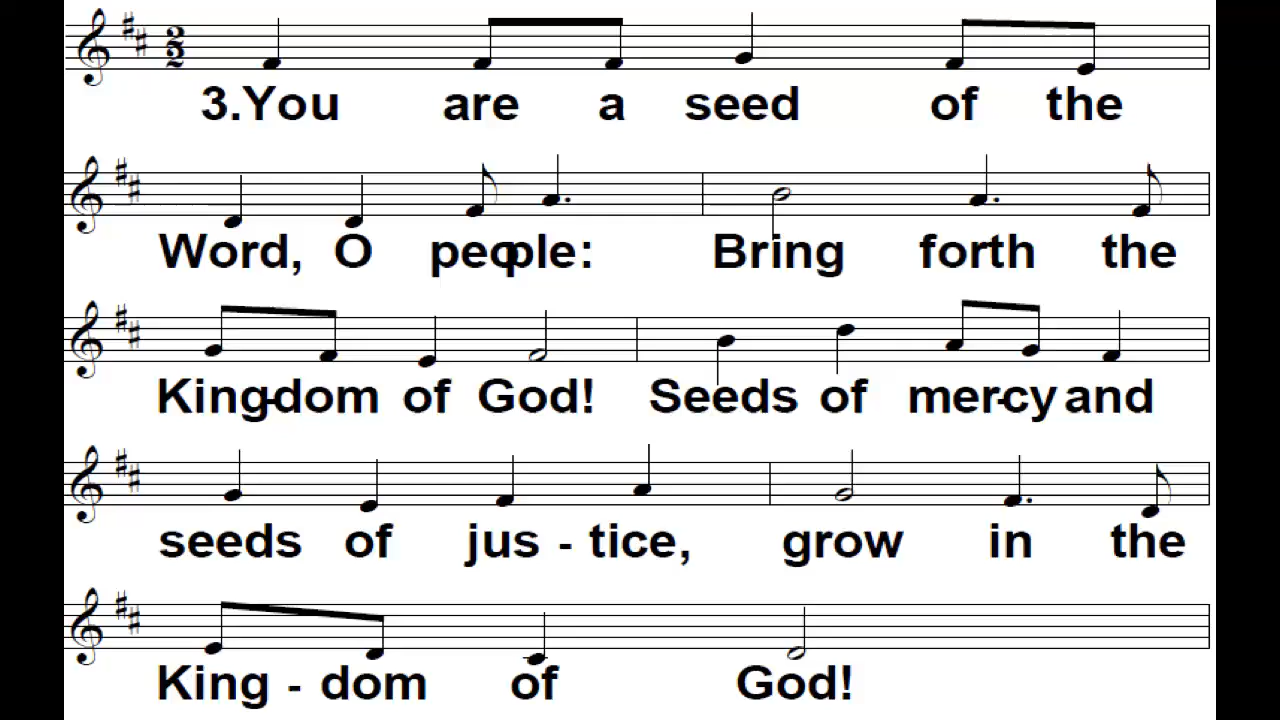 3.You are a seed of the
Word, O people: Bring forth the
King-dom of God! Seeds of mer-cy and
seeds of jus - tice, grow in the
King - dom of God!